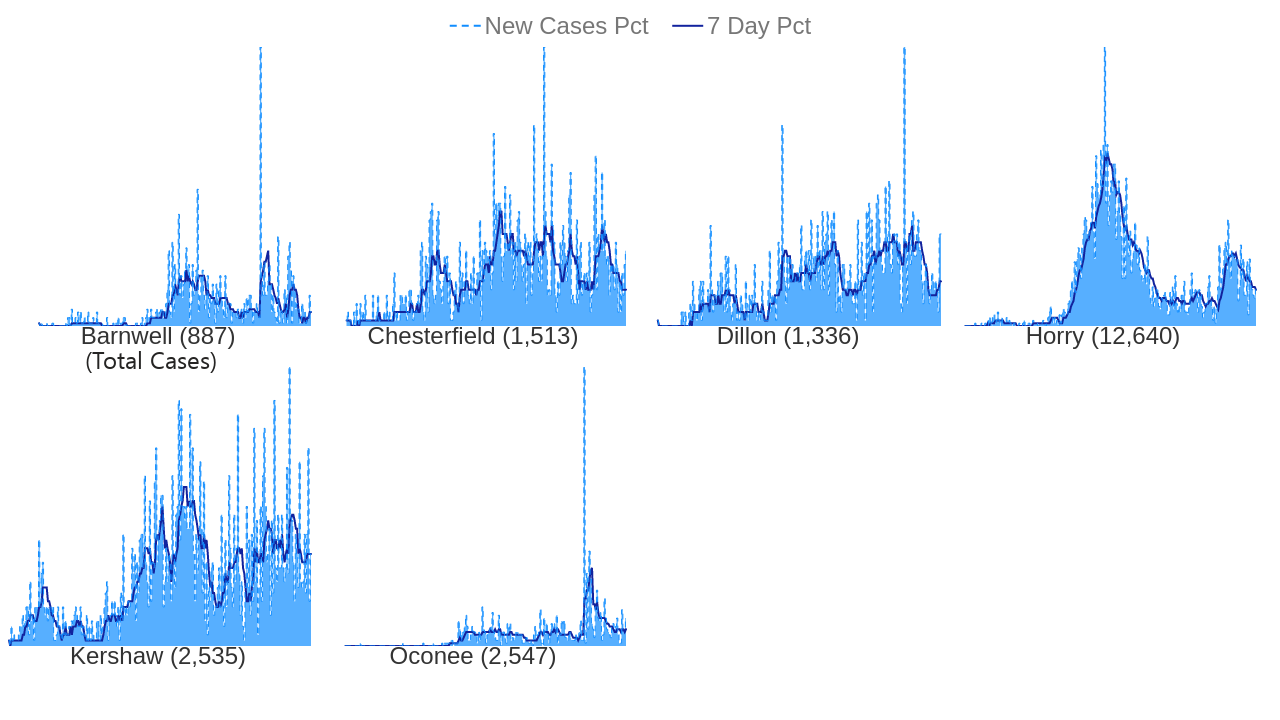 New Cases Pct 7 Day Pct
Barnwell (887)
(Total Cases)
Chesterfield (1,513)
Dillon (1,336)
Horry (12,640)
Kershaw (2,535)
Oconee (2,547)